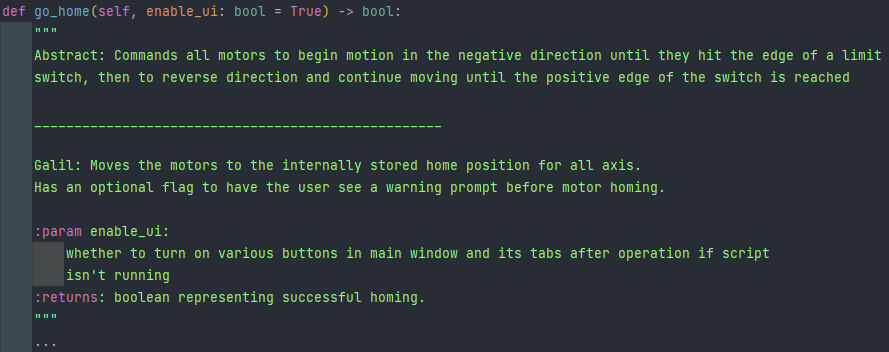 def go_home(self, enable_ui: bool = True) -> bool:
"""
Abstract: Commands all motors to begin motion in the negative direction until they hit the edge of a limit
switch, then to reverse direction and continue moving until the positive edge of the switch is reached
---------------------------------------------------
Galil: Moves the motors to the internally stored home position for all axis.
Has an optional flag to have the user see a warning prompt before motor homing.
:param enable_ui:
whether to turn on various buttons in main window and its tabs after operation if script
isn't running
:returns: boolean representing successful homing.
"""
...